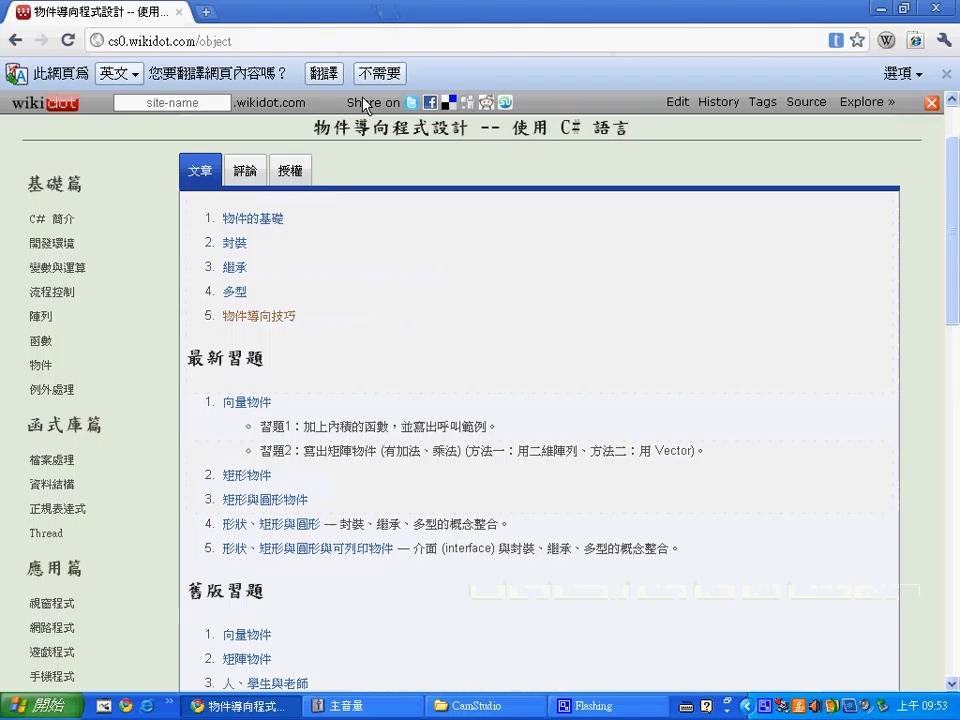 物件導向程式設計 -- 使用...
cs0.wikidot.com/object
此網頁為 英文 您要翻譯網頁內容嗎？ 翻譯 不需要 選項
wikidot site-name .wikidot.com Share on Edit History Tags Source Explore »
物件導向程式設計 -- 使用 C# 語言
文章 評論 授權
基礎篇
C# 簡介
開發環境
變數與運算
流程控制
陣列
函數
物件
例外處理
函式庫篇
檔案處理
資料結構
正規表達式
Thread
應用篇
視窗程式
網路程式
遊戲程式
手機程式
1. 物件的基礎
2. 封裝
3. 繼承
4. 多型
5. 物件導向技巧
最新習題
1. 向量物件
習題1：加上內積的函數，並寫出呼叫範例。
習題2：寫出矩陣物件 (有加法、乘法) (方法一：用二維陣列、方法二：用 Vector)。
2. 矩形物件
3. 矩形與圓形物件
4. 形狀、矩形與圓形 — 封裝、繼承、多型的概念整合。
5. 形狀、矩形與圓形與可列印物件 — 介面 (interface) 與封裝、繼承、多型的概念整合。
舊版習題
1. 向量物件
2. 矩陣物件
3. 人、學生與老師
開始 物件導向程式... 主音量 CamStudio Flashing 上午 09:53